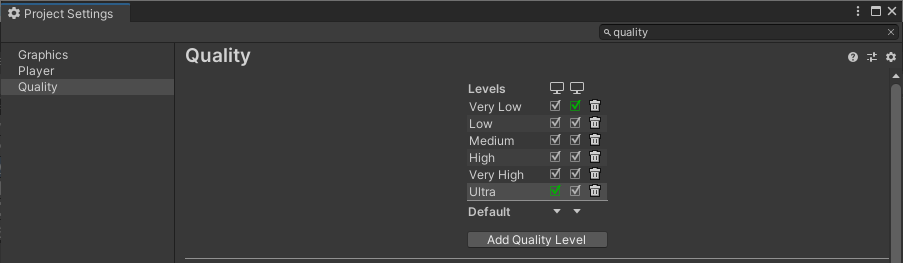 Project Settings
quality
Graphics
Player
Quality
Quality
Levels
Very Low
Low
Medium
High
Very High
Ultra
Default
Add Quality Level